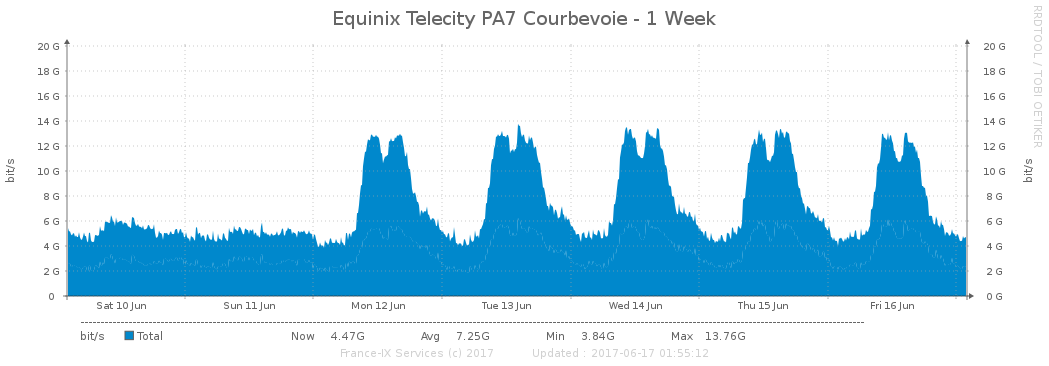 Equinix Telecity PA7 Courbevoie - 1 Week
RRDTOOL / TOBI OETIKER
20 G 20 G
18 G 18 G
16 G 16 G
14 G 14 G
12 G 12 G
10 G 10 G
8 G 8 G
6 G 6 G
4 G 4 G
2 G 2 G
0 0 G
bit/s bit/s
Sat 10 Jun Sun 11 Jun Mon 12 Jun Tue 13 Jun Wed 14 Jun Thu 15 Jun Fri 16 Jun
bit/s Total Now 4.47G Avg 7.25G Min 3.84G Max 13.76G
France-IX Services (c) 2017 Updated : 2017-06-17 01:55:12